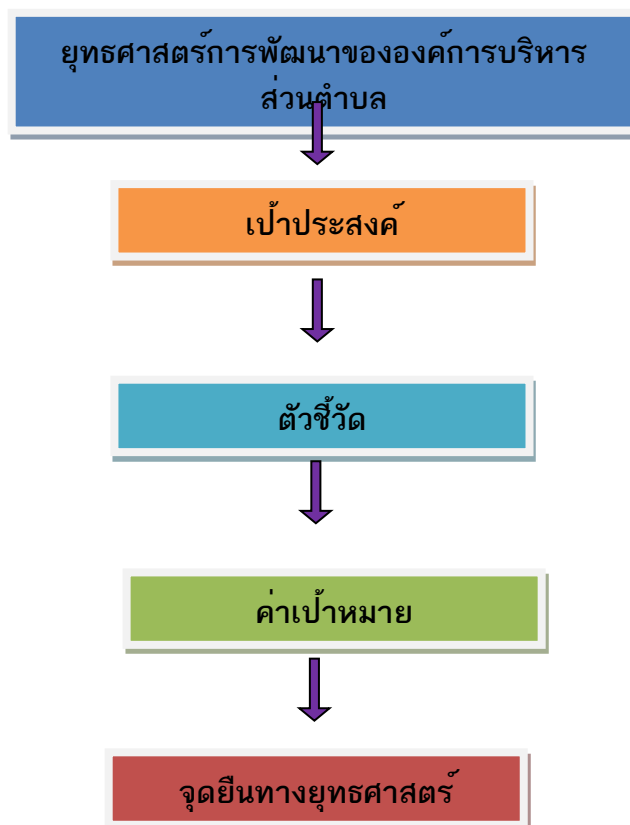 ยุทธศาสตร์การพัฒนาขององค์การบริหาร
ส่วนตำบล
เป้าประสงค์
ตัวชี้วัด
ค่าเป้าหมาย
จุดยืนทางยุทธศาสตร์